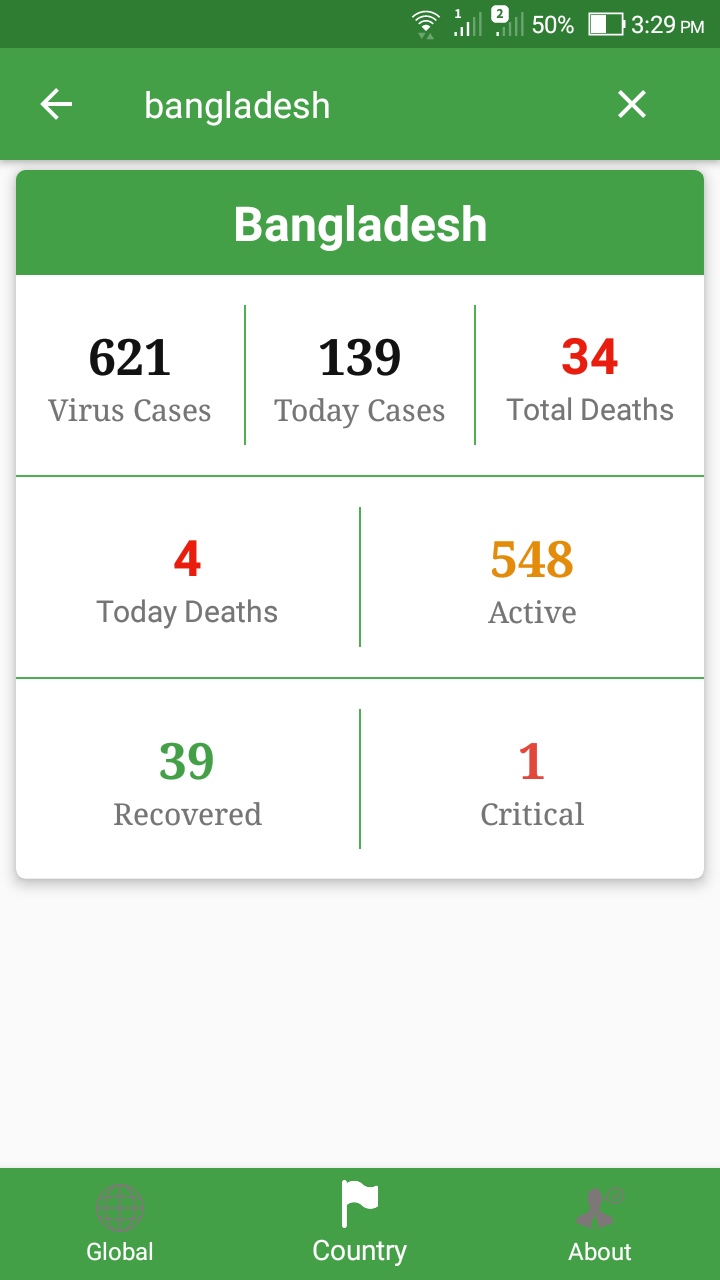 1 2 50% 3:29 PM
bangladesh
Bangladesh
621 139 34
Virus Cases Today Cases Total Deaths
4 548
Today Deaths Active
39 1
Recovered Critical
Global Country About